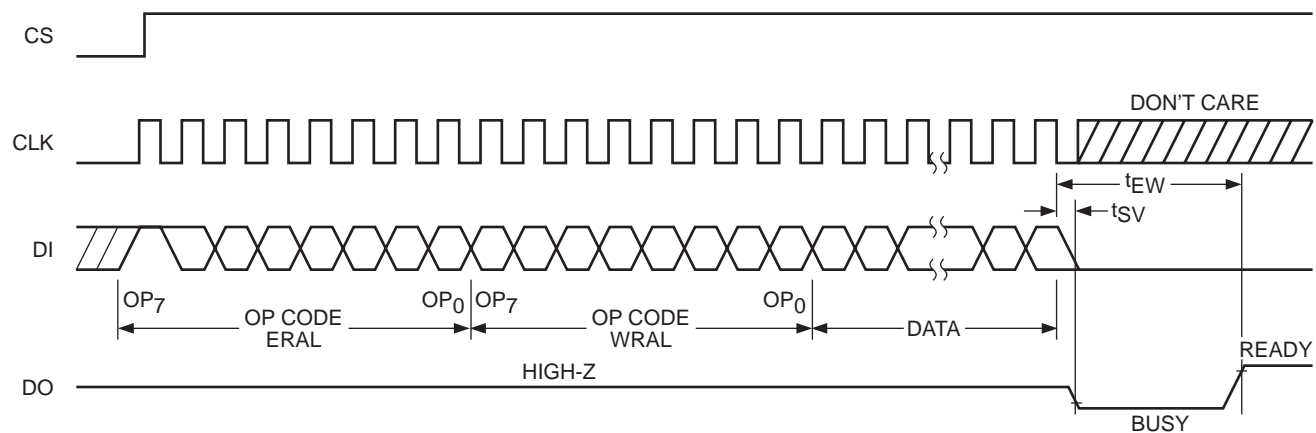 CS
DON'T CARE
CLK
tEW
tSV
DI
OP7 OP0 OP7 OP0
OP CODE
ERAL
OP CODE
WRAL
DATA
READY
HIGH-Z
DO
BUSY